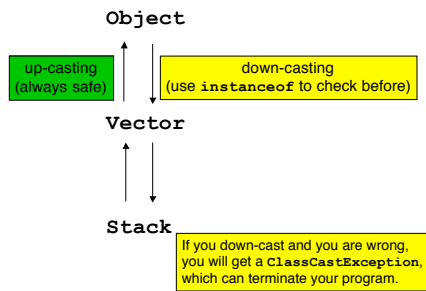 Object
up-casting
(always safe)
down-casting
(use instanceof to check before)
Vector
Stack
If you down-cast and you are wrong,
you will get a ClassCastException,
which can terminate your program.